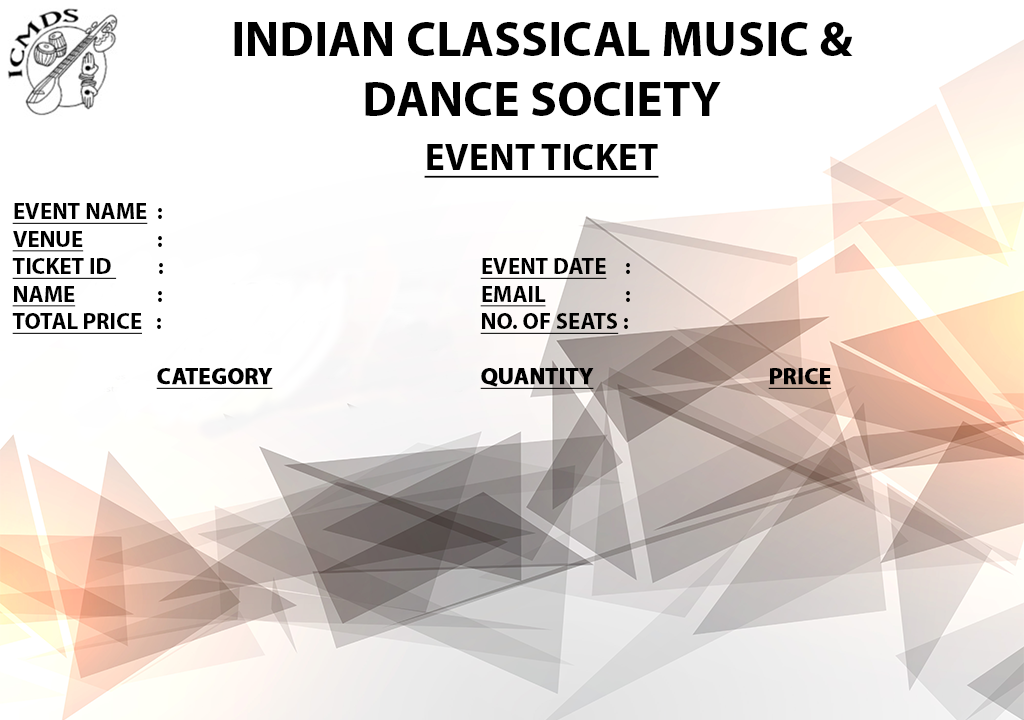 ICMDS
INDIAN CLASSICAL MUSIC &
DANCE SOCIETY
EVENT TICKET
EVENT NAME :
VENUE :
TICKET ID : EVENT DATE :
NAME : EMAIL :
TOTAL PRICE : NO. OF SEATS :
CATEGORY QUANTITY PRICE